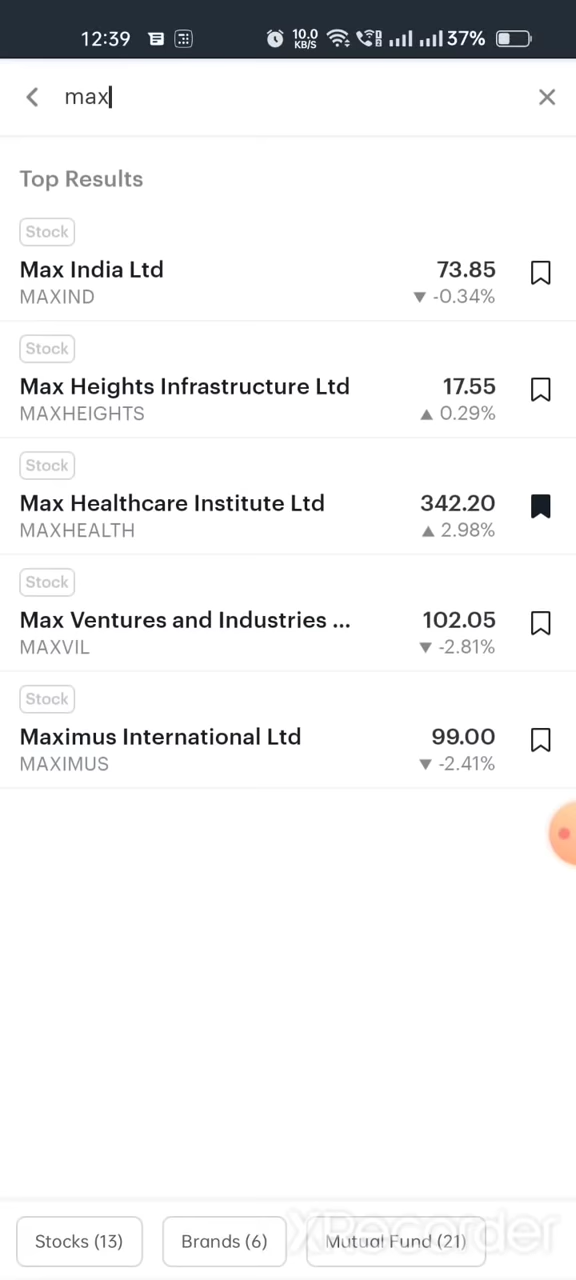 12:39 10.0 KB/S 37%
max
Top Results
Stock
Max India Ltd 73.85
MAXIND ▼ -0.34%
Stock
Max Heights Infrastructure Ltd 17.55
MAXHEIGHTS ▲ 0.29%
Stock
Max Healthcare Institute Ltd 342.20
MAXHEALTH ▲ 2.98%
Stock
Max Ventures and Industries ... 102.05
MAXVIL ▼ -2.81%
Stock
Maximus International Ltd 99.00
MAXIMUS ▼ -2.41%
Stocks (13) Brands (6) Mutual Fund (21)
XRecorder